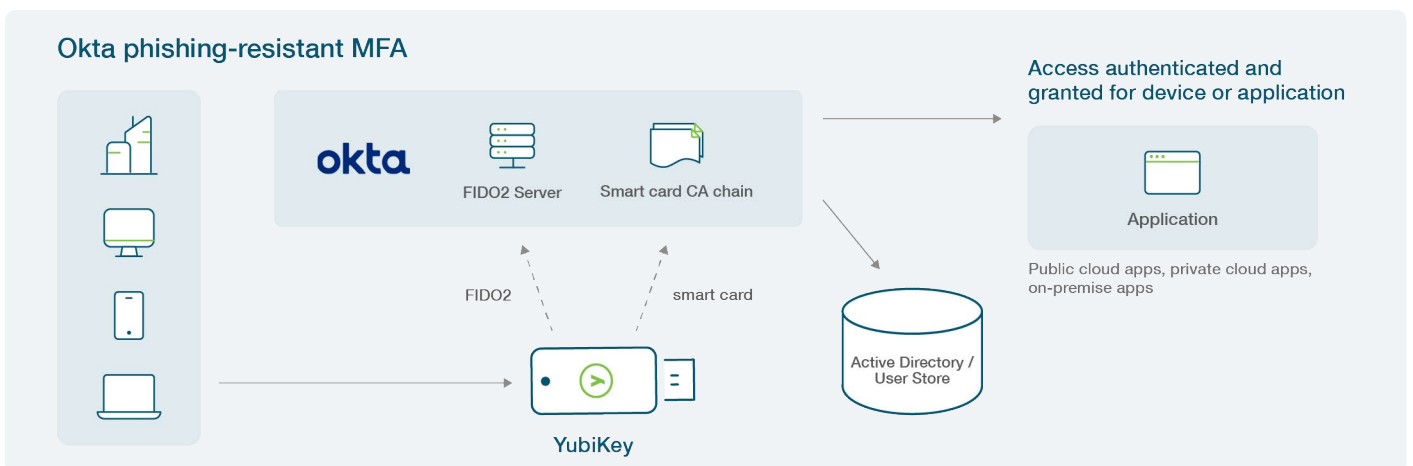 Okta phishing-resistant MFA
okta
FIDO2 Server
Smart card CA chain
FIDO2
smart card
YubiKey
Active Directory /
User Store
Access authenticated and
granted for device or application
Application
Public cloud apps, private cloud apps,
on-premise apps